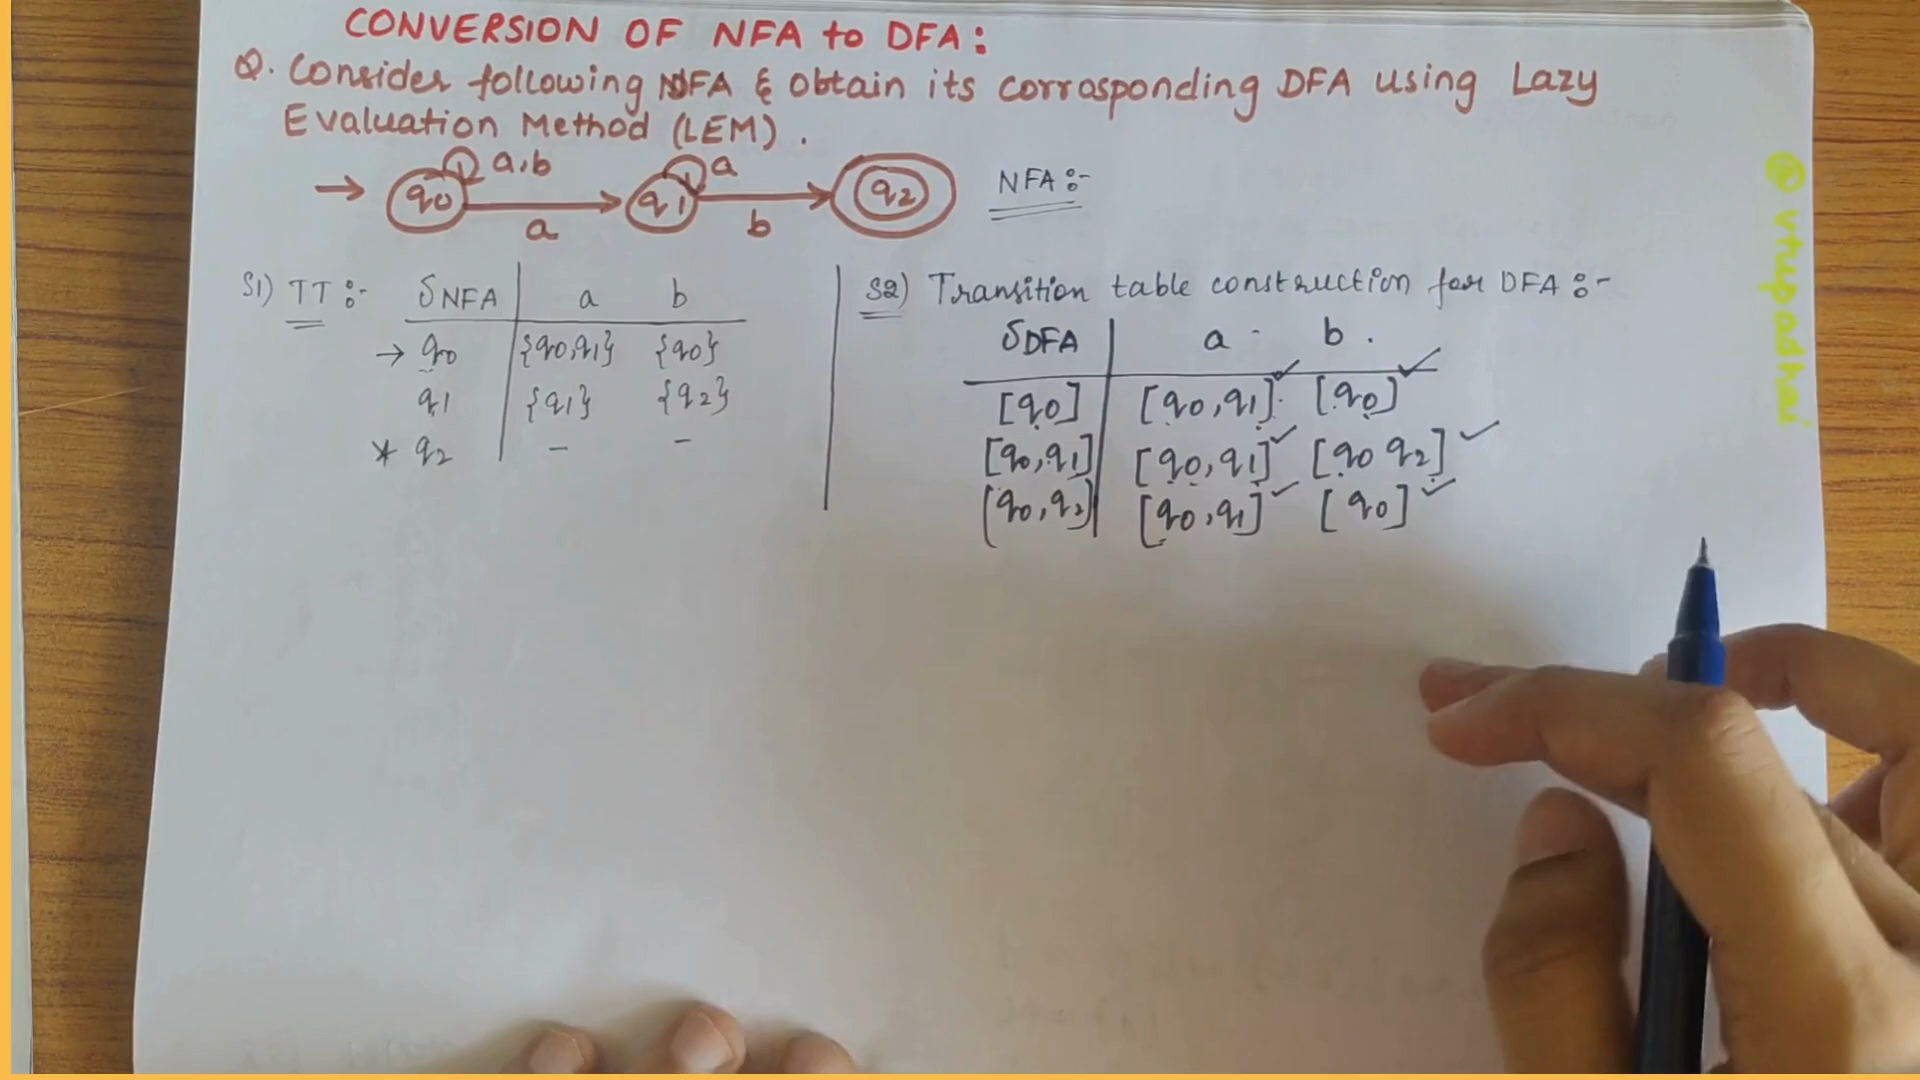 CONVERSION OF NFA to DFA :
Q. Consider following NFA & obtain its corrosponding DFA using Lazy
Evaluation Method (LEM) .
a,b
a
q0
q1
q2
a
b
NFA :-
S1) TT :-
δNFA a b
→ q0 {q0,q1} {q0}
q1 {q1} {q2}
* q2 - -
S2) Transition table construction for DFA :-
δDFA a b
[q0] [q0,q1] ✓ [q0] ✓
[q0,q1] [q0,q1] ✓ [q0 q2] ✓
[q0,q2] [q0,q1] ✓ [q0] ✓
@ vtupadhai